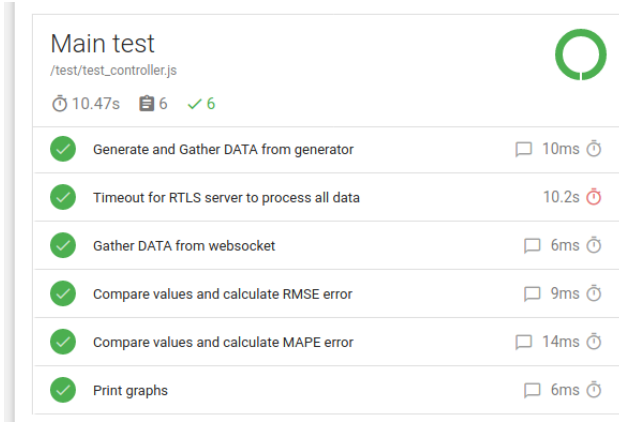 Main test
/test/test_controller.js
10.47s 6 6
Generate and Gather DATA from generator 10ms
Timeout for RTLS server to process all data 10.2s
Gather DATA from websocket 6ms
Compare values and calculate RMSE error 9ms
Compare values and calculate MAPE error 14ms
Print graphs 6ms